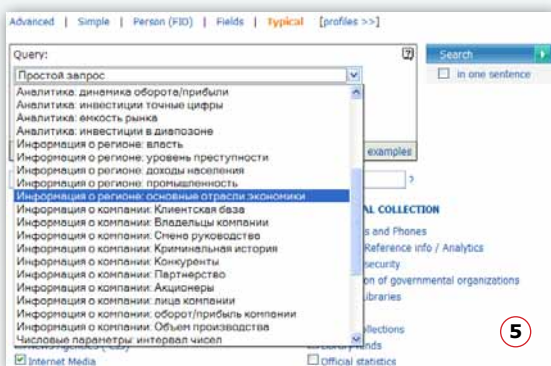 Advanced | Simple | Person (FIO) | Fields | Typical [profiles >>]
Query:
?
Search
Простой запрос
in one sentence
Аналитика: динамика оборота/прибыли
Аналитика: инвестиции точные цифры
Аналитика: емкость рынка
Аналитика: инвестиции в диапозоне
Информация о регионе: власть
Информация о регионе: уровень преступности
examples
Информация о регионе: доходы населения
Информация о регионе: промышленность
?
Информация о регионе: основные отрасли экономики
Информация о компании: Клиентская база
AL COLLECTION
Информация о компании: Владельцы компании
s and Phones
Информация о компании: Смена руководства
Информация о компании: Криминальная история
Reference info / Analytics
Информация о компании: Конкуренты
security
Информация о компании: Партнерство
on of governmental organizations
Информация о компании: Акционеры
ibraries
Информация о компании: лица компании
Информация о компании: оборот/прибыль компании
Информация о компании: Объем производства
ollections
Числовые параметры: интервал чисел
5
Internet Media
Official statistics